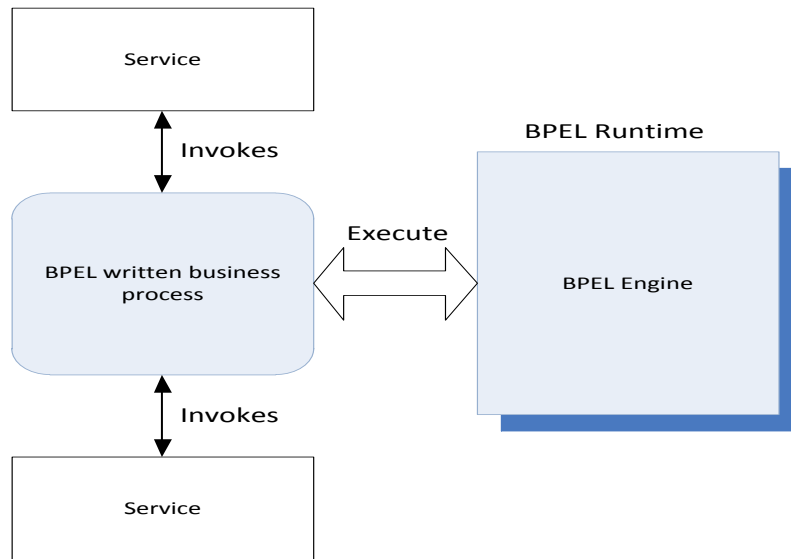 Service
Invokes
BPEL Runtime
Execute
BPEL written business
process
BPEL Engine
Invokes
Service